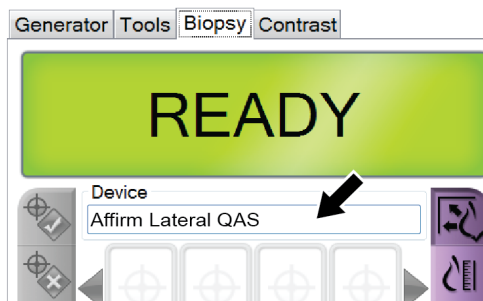 Generator Tools Biopsy Contrast
READY
Device
Affirm Lateral QAS